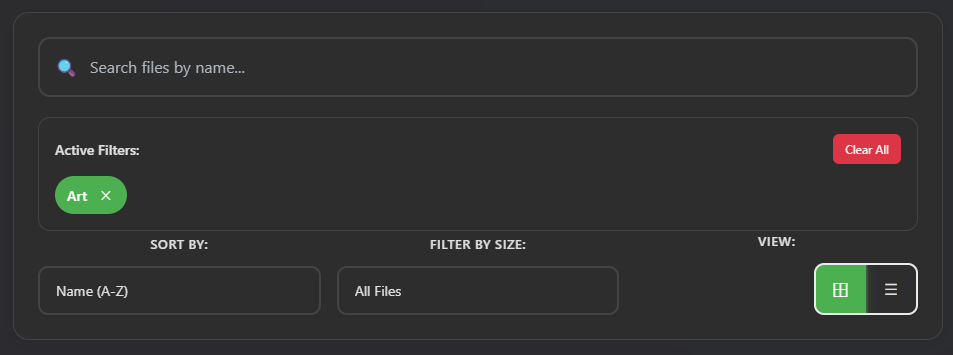 Search files by name...
Active Filters:
Clear All
Art ×
SORT BY:
FILTER BY SIZE:
VIEW:
Name (A-Z)
All Files